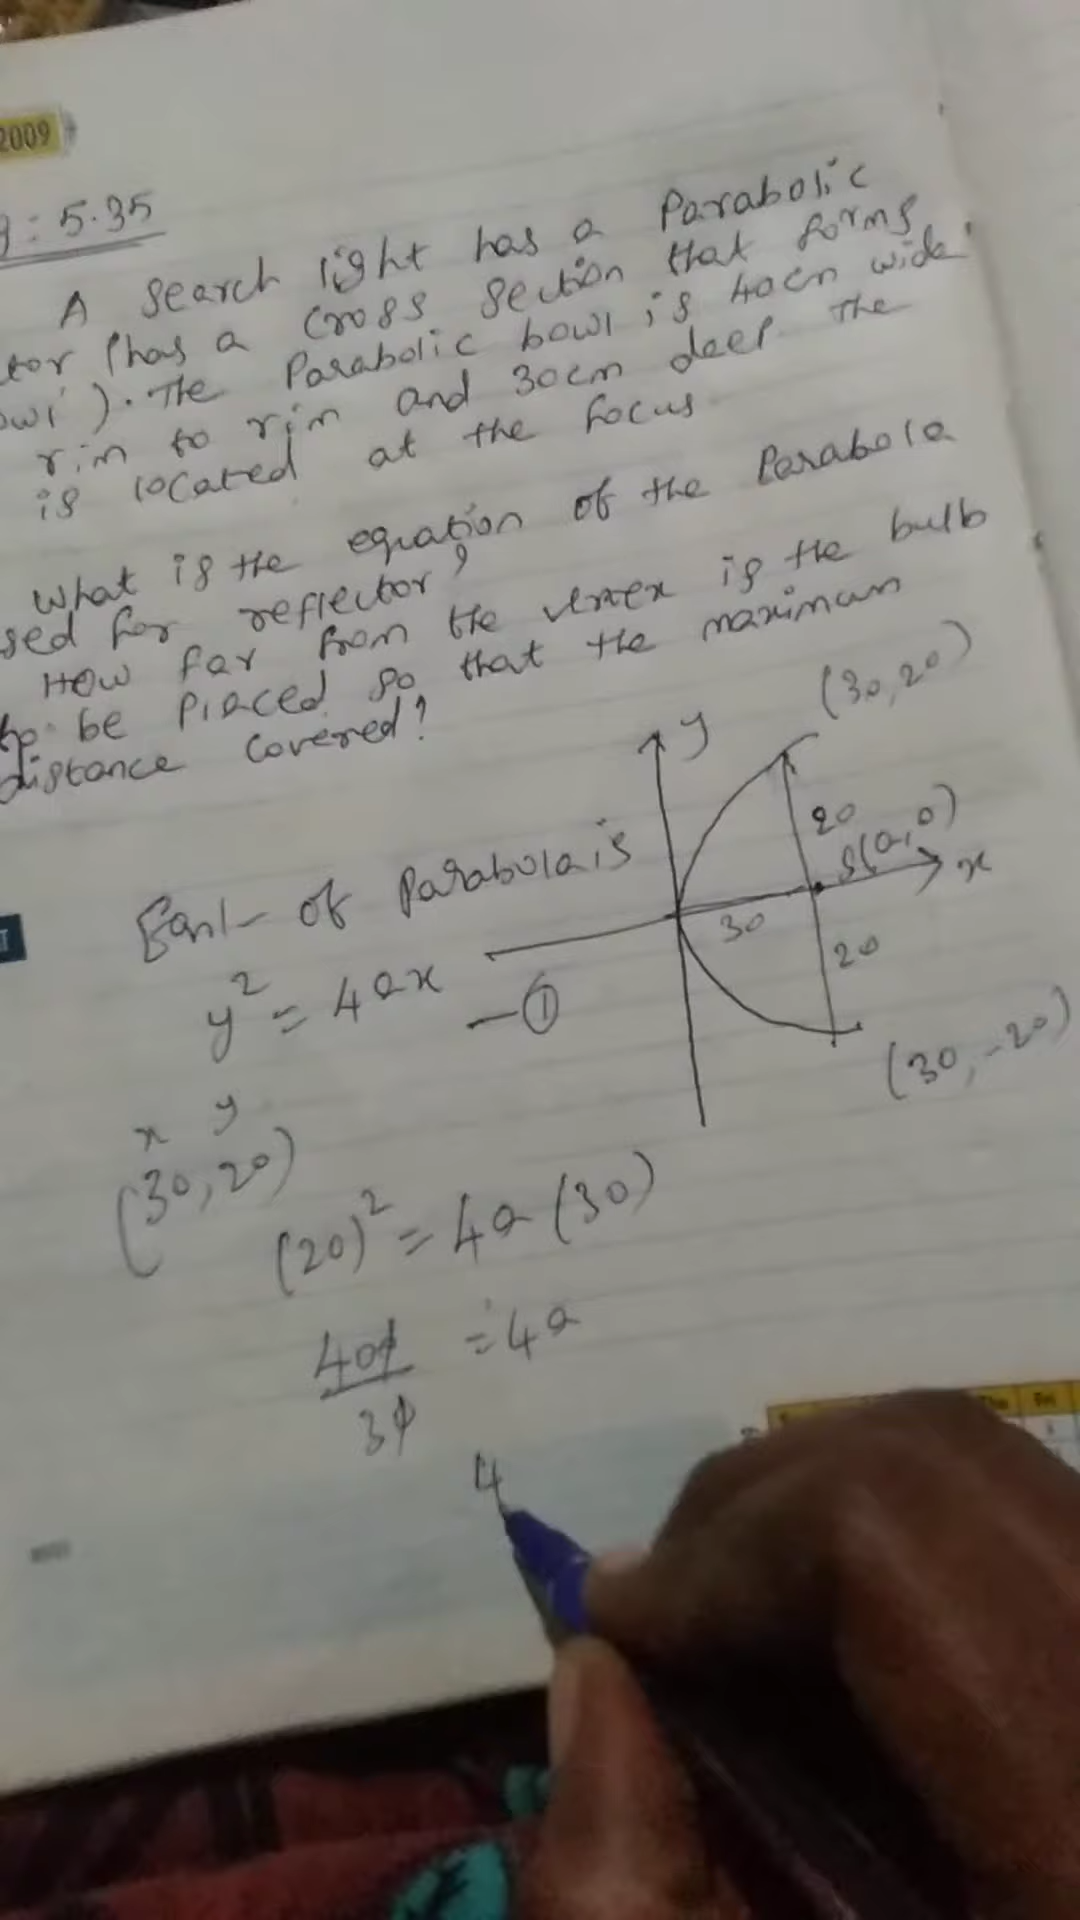 2009
g: 5.35
A search light has a Parabolic
tor (has a cross section that forms
owl'). The Parabolic bowl is 40cm wide
rim to rim and 30cm deep. The
is located at the focus
What is the equation of the Parabola
sed for reflector?
How far from the vertex is the bulb
to be Placed so that the maximum
distance covered?
(30,20)
y
20
S(a,0)
x
30
20
(30,-20)
Eqn of Parabola is
y² = 4ax —①
x y
(30,20)
(20)² = 4a (30)
400/30 = 4a
4
Thu Fri